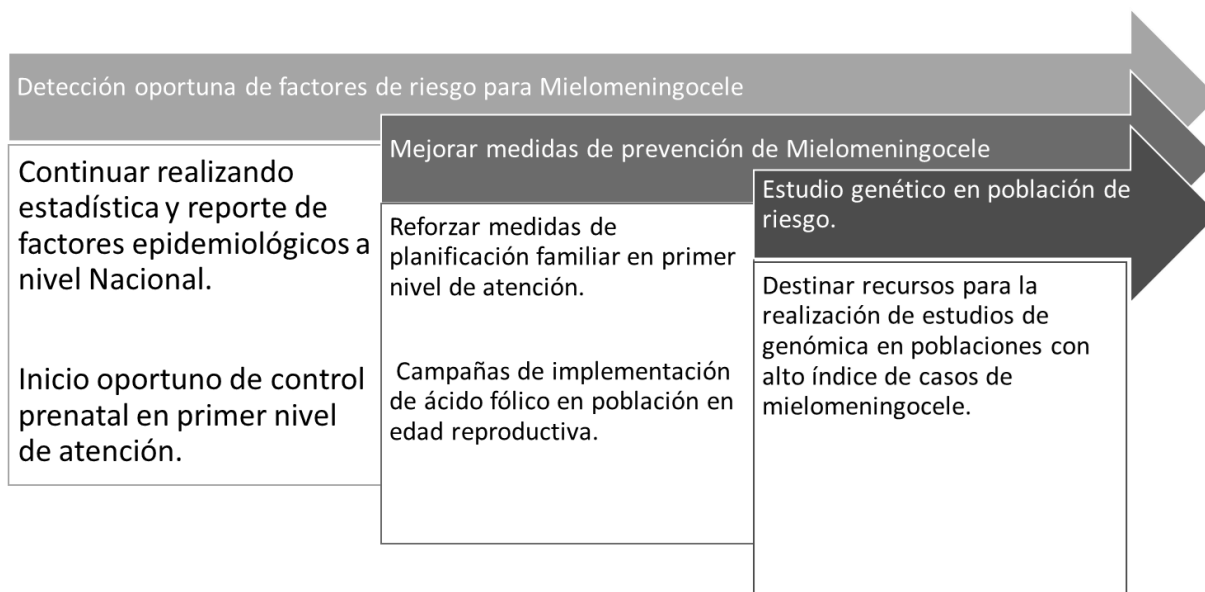 Detección oportuna de factores de riesgo para Mielomeningocele
Continuar realizando
estadística y reporte de
factores epidemiológicos a
nivel Nacional.
Inicio oportuno de control
prenatal en primer nivel
de atención.
Mejorar medidas de prevención de Mielomeningocele
Reforzar medidas de
planificación familiar en primer
nivel de atención.
Campañas de implementación
de ácido fólico en población en
edad reproductiva.
Estudio genético en población de
riesgo.
Destinar recursos para la
realización de estudios de
genómica en poblaciones con
alto índice de casos de
mielomeningocele.